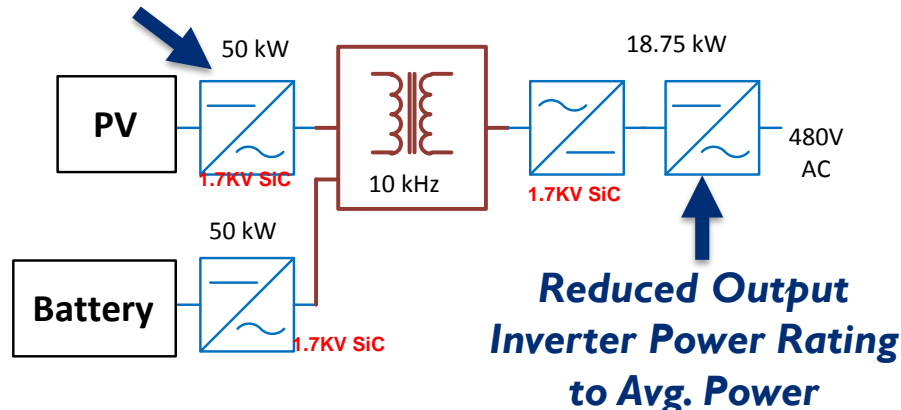 50 kW
18.75 kW
PV
1.7KV SiC
10 kHz
1.7KV SiC
480V
AC
50 kW
Battery
1.7KV SiC
Reduced Output
Inverter Power Rating
to Avg. Power